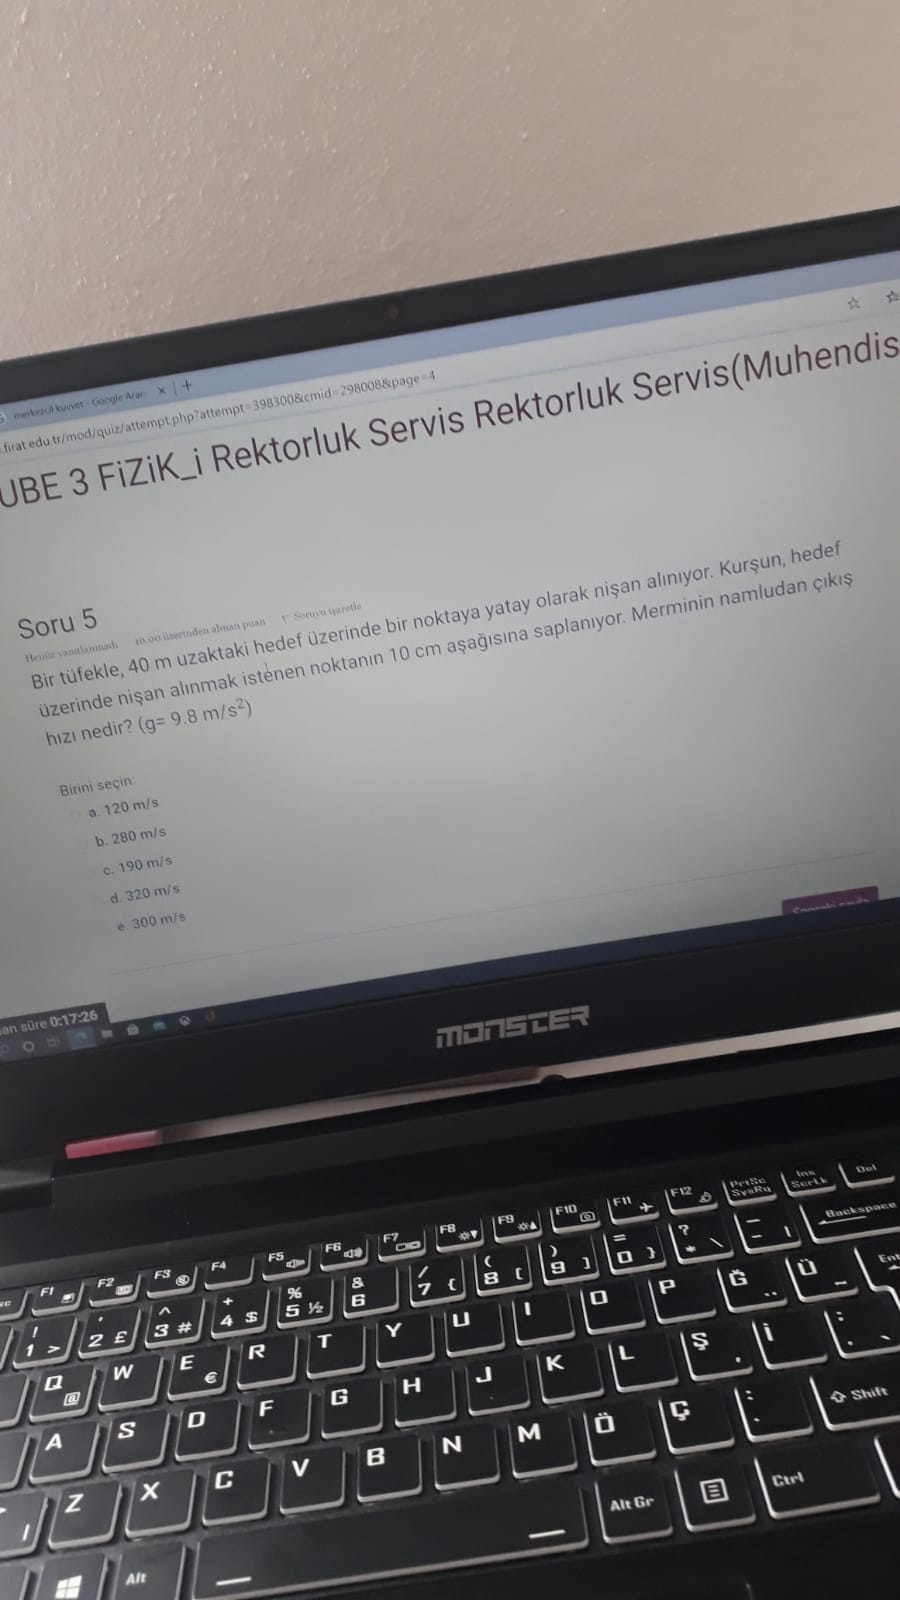 merkezcil kuvvet - Google Aram × +
.firat.edu.tr/mod/quiz/attempt.php?attempt=398300&cmid=298008&page=4
UBE 3 FiZiK_i Rektorluk Servis Rektorluk Servis(Muhendis
Soru 5
Henüz yanıtlanmadı 10.00 üzerinden alınan puan Soruyu işaretle
Bir tüfekle, 40 m uzaktaki hedef üzerinde bir noktaya yatay olarak nişan alınıyor. Kurşun, hedef
üzerinde nişan alınmak istenen noktanın 10 cm aşağısına saplanıyor. Merminin namludan çıkış
hızı nedir? (g= 9.8 m/s²)
Birini seçin:
a. 120 m/s
b. 280 m/s
c. 190 m/s
d. 320 m/s
e. 300 m/s
Sonraki sayfa
an süre 0:17:26
MONSTER
F1 F2 F3 F4 F5 F6 F7 F8 F9 F10 F11 F12 PrtSc SysRq Ins ScrLk Del
! 1 > ' 2 £ ^ 3 # + 4 $ % 5 ½ & 6 / 7 { ( 8 [ ) 9 ] = 0 } ? * \ _ - | Backspace
Q @ W E € R T Y U I O P Ğ ¨ Ü ~ Ent
A S D F G H J K L Ş ´ İ ; , `
Z X C V B N M Ö Ç : . Shift
Alt Alt Gr Ctrl